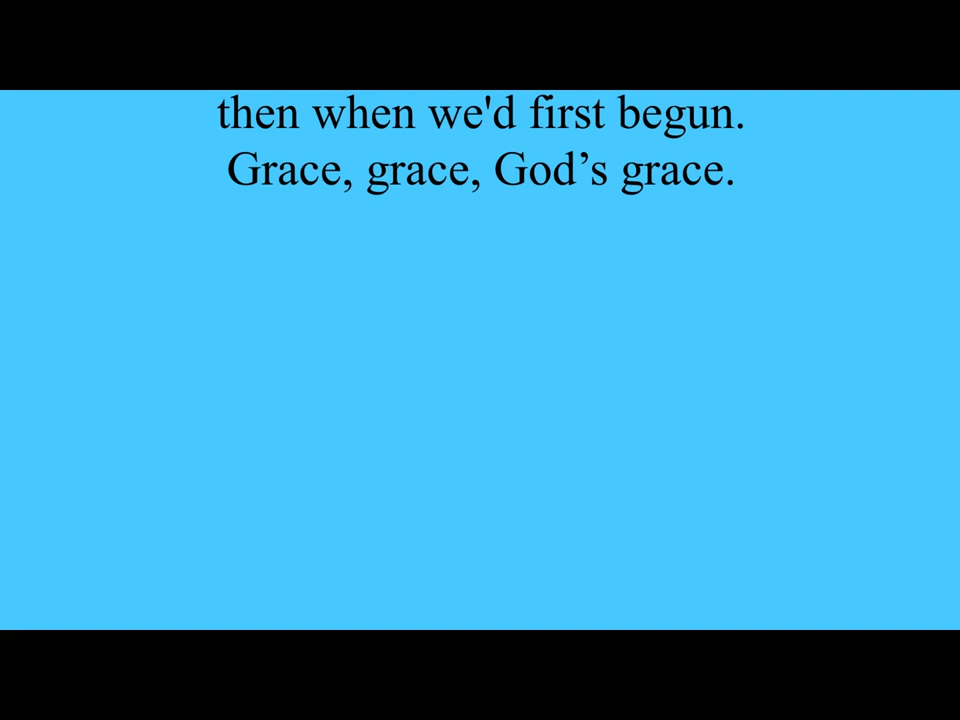 then when we'd first begun.
Grace, grace, God’s grace.